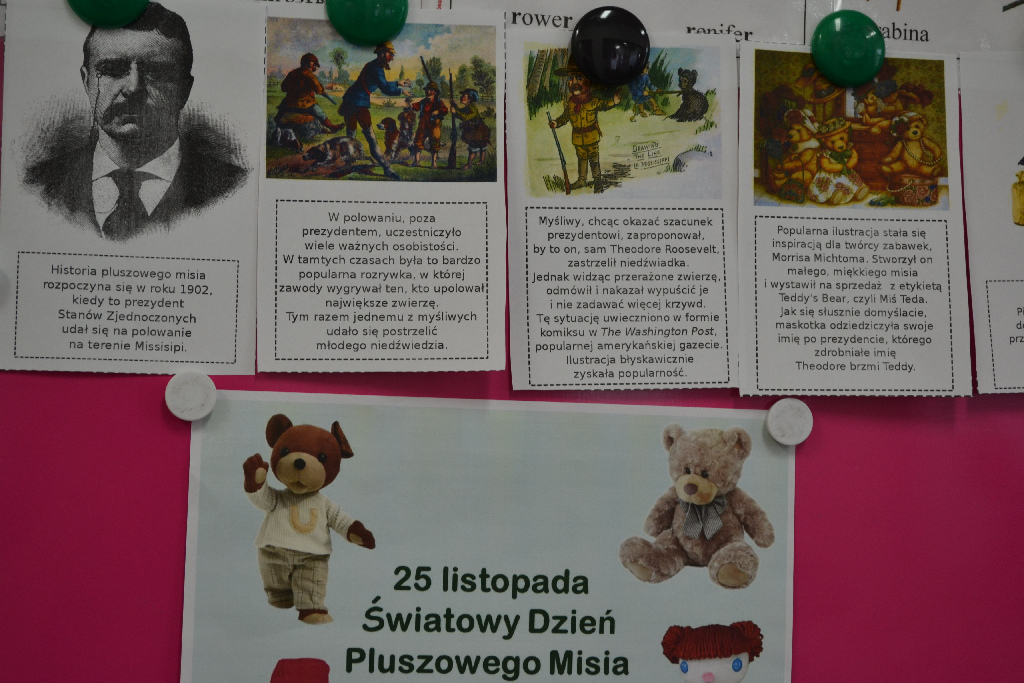 rower
renifer
abina
Historia pluszowego misia
rozpoczyna się w roku 1902,
kiedy to prezydent
Stanów Zjednoczonych
udał się na polowanie
na terenie Missisipi.
W polowaniu, poza
prezydentem, uczestniczyło
wiele ważnych osobistości.
W tamtych czasach była to bardzo
popularna rozrywka, w której
zawody wygrywał ten, kto upolował
największe zwierzę.
Tym razem jednemu z myśliwych
udało się postrzelić
młodego niedźwiedzia.
DRAWING
THE LINE
IN MISSISSIPPI
Myśliwy, chcąc okazać szacunek
prezydentowi, zaproponował,
by to on, sam Theodore Roosevelt,
zastrzelił niedźwiadka.
Jednak widząc przerażone zwierzę,
odmówił i nakazał wypuścić je
i nie zadawać więcej krzywd.
Tę sytuację uwieczniono w formie
komiksu w The Washington Post,
popularnej amerykańskiej gazecie.
Ilustracja błyskawicznie
zyskała popularność.
Popularna ilustracja stała się
inspiracją dla twórcy zabawek,
Morrisa Michtoma. Stworzył on
małego, miękkiego misia
i wystawił na sprzedaż z etykietą
Teddy's Bear, czyli Miś Teda.
Jak się słusznie domyślacie,
maskotka odziedziczyła swoje
imię po prezydencie, którego
zdrobniałe imię
Theodore brzmi Teddy.
25 listopada
Światowy Dzień
Pluszowego Misia